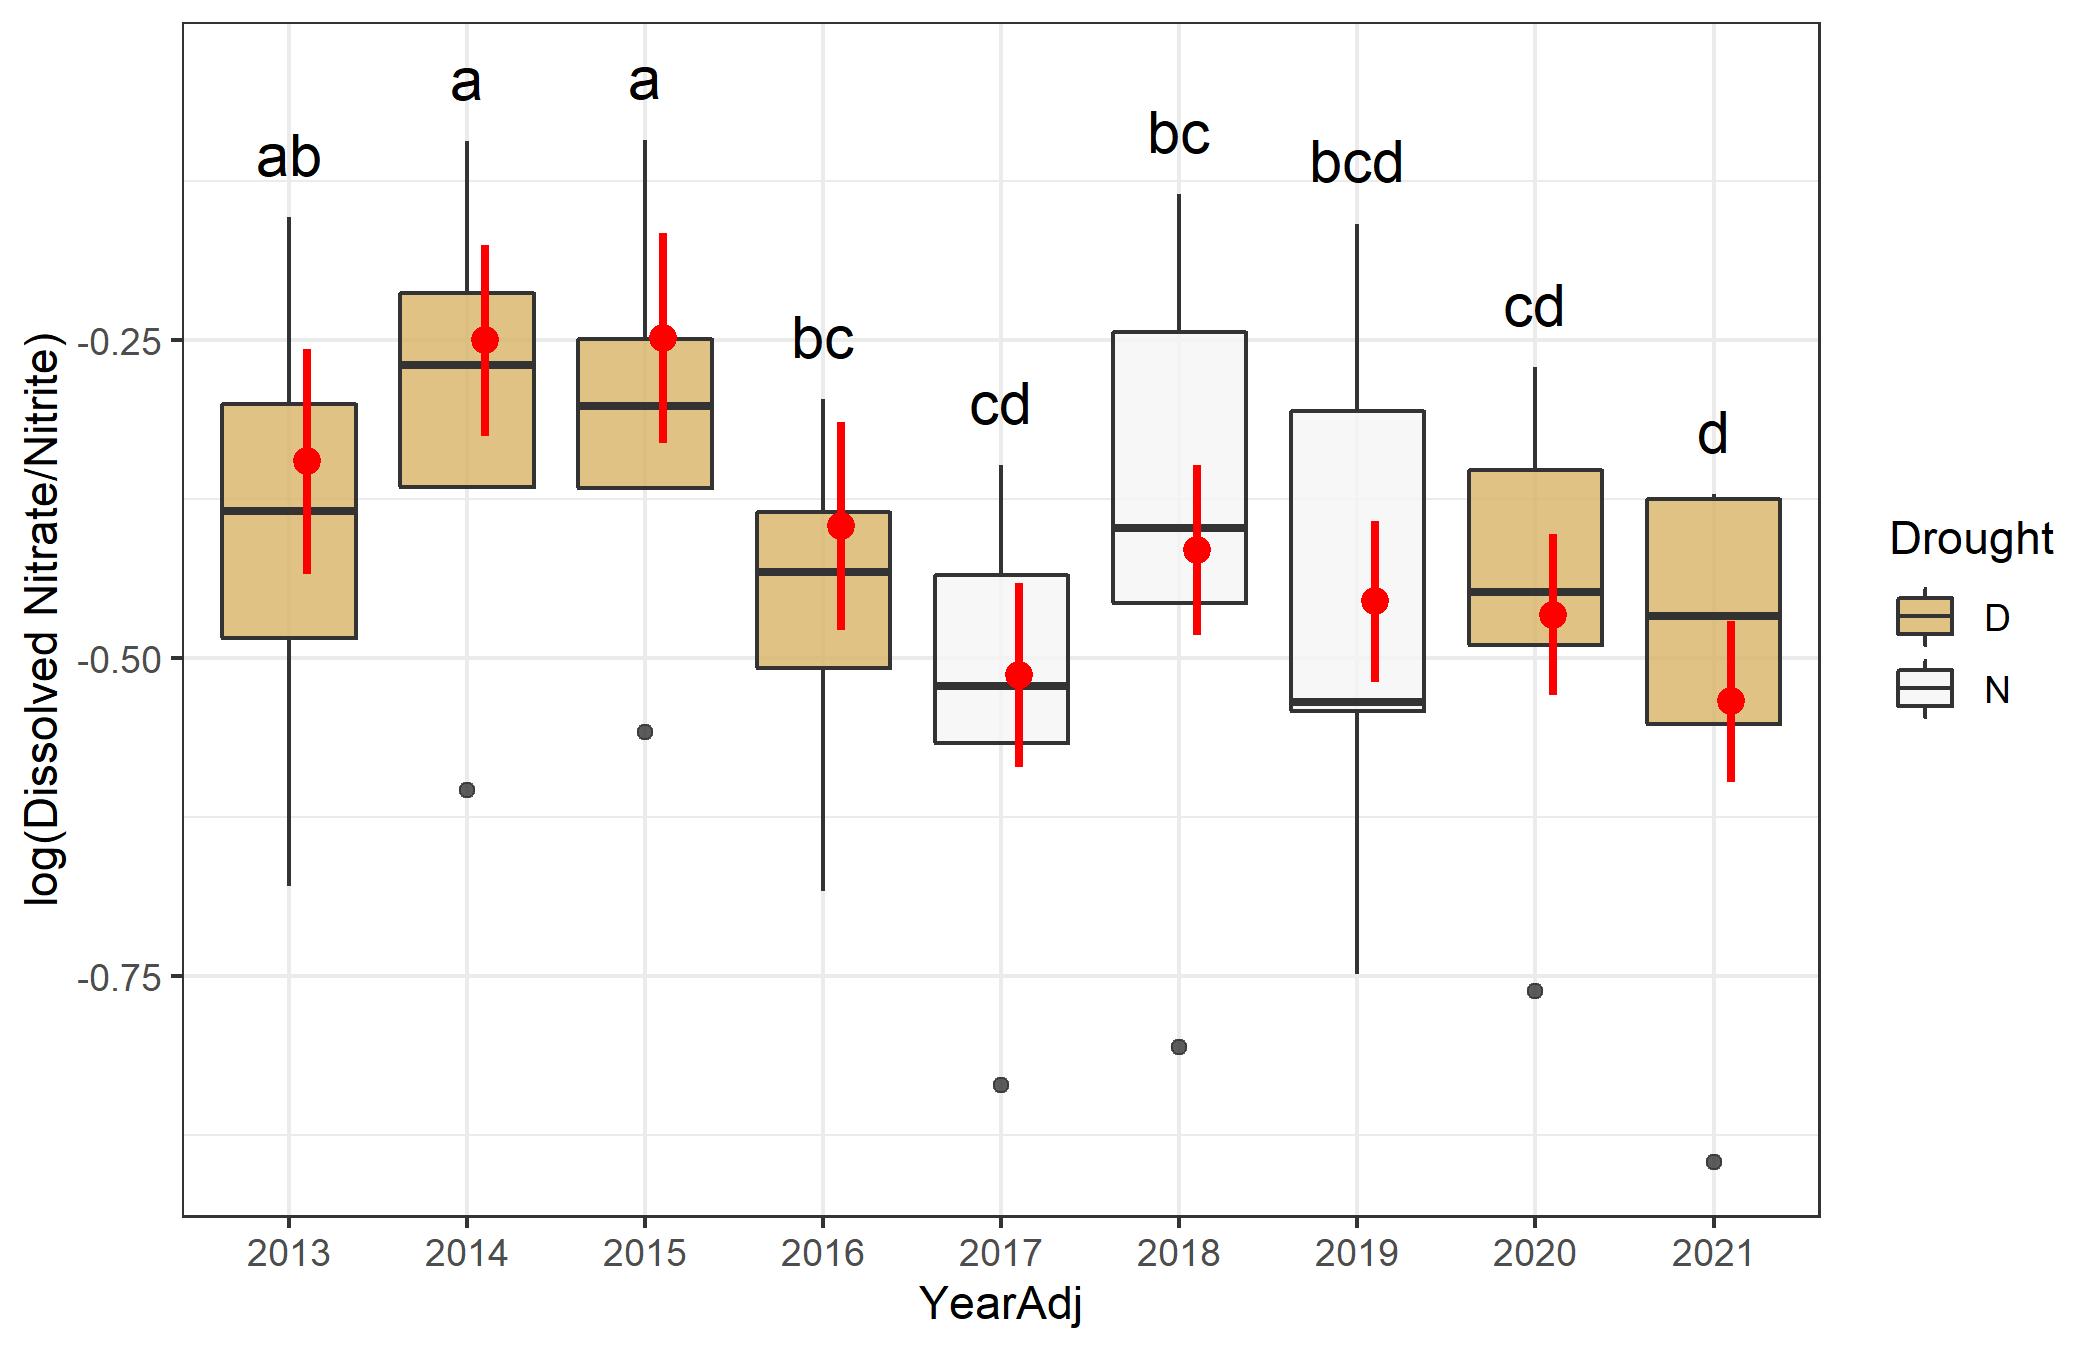 a
a
bc
ab
bcd
cd
bc
cd
d
-0.25
-0.50
-0.75
log(Dissolved Nitrate/Nitrite)
2013 2014 2015 2016 2017 2018 2019 2020 2021
YearAdj
Drought
D
N